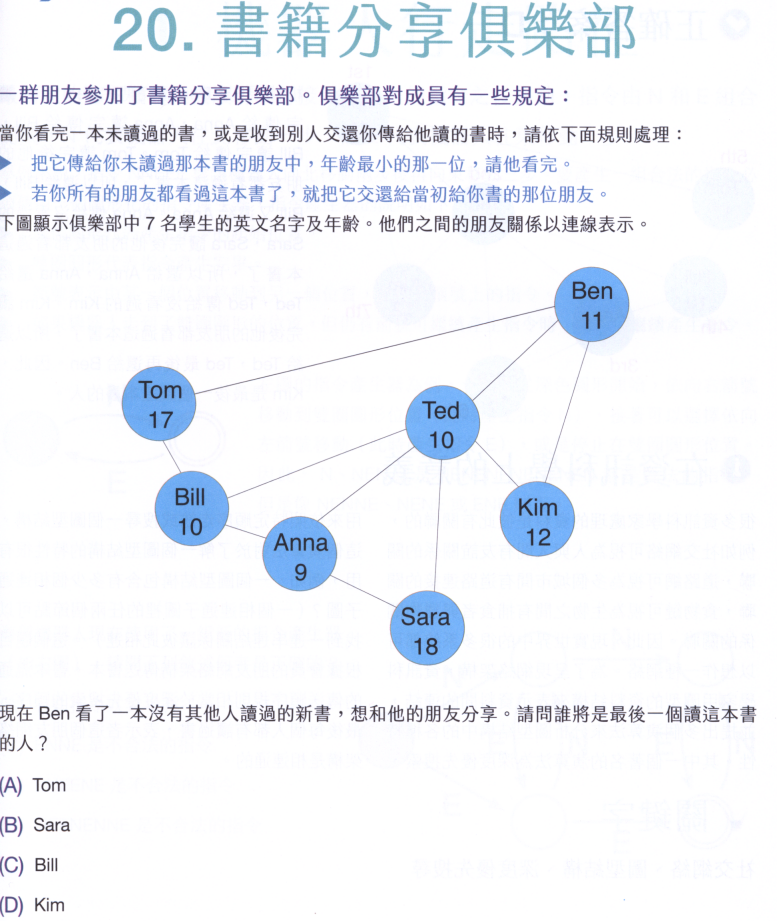 20. 書籍分享俱樂部
一群朋友參加了書籍分享俱樂部。俱樂部對成員有一些規定：
當你看完一本未讀過的書，或是收到別人交還你傳給他讀的書時，請依下面規則處理：
▶ 把它傳給你未讀過那本書的朋友中，年齡最小的那一位，請他看完。
▶ 若你所有的朋友都看過這本書了，就把它交還給當初給你書的那位朋友。
下圖顯示俱樂部中 7 名學生的英文名字及年齡。他們之間的朋友關係以連線表示。
Ben
11
Tom
17
Ted
10
Bill
10
Kim
12
Anna
9
Sara
18
現在 Ben 看了一本沒有其他人讀過的新書，想和他的朋友分享。請問誰將是最後一個讀這本書
的人？
(A) Tom
(B) Sara
(C) Bill
(D) Kim